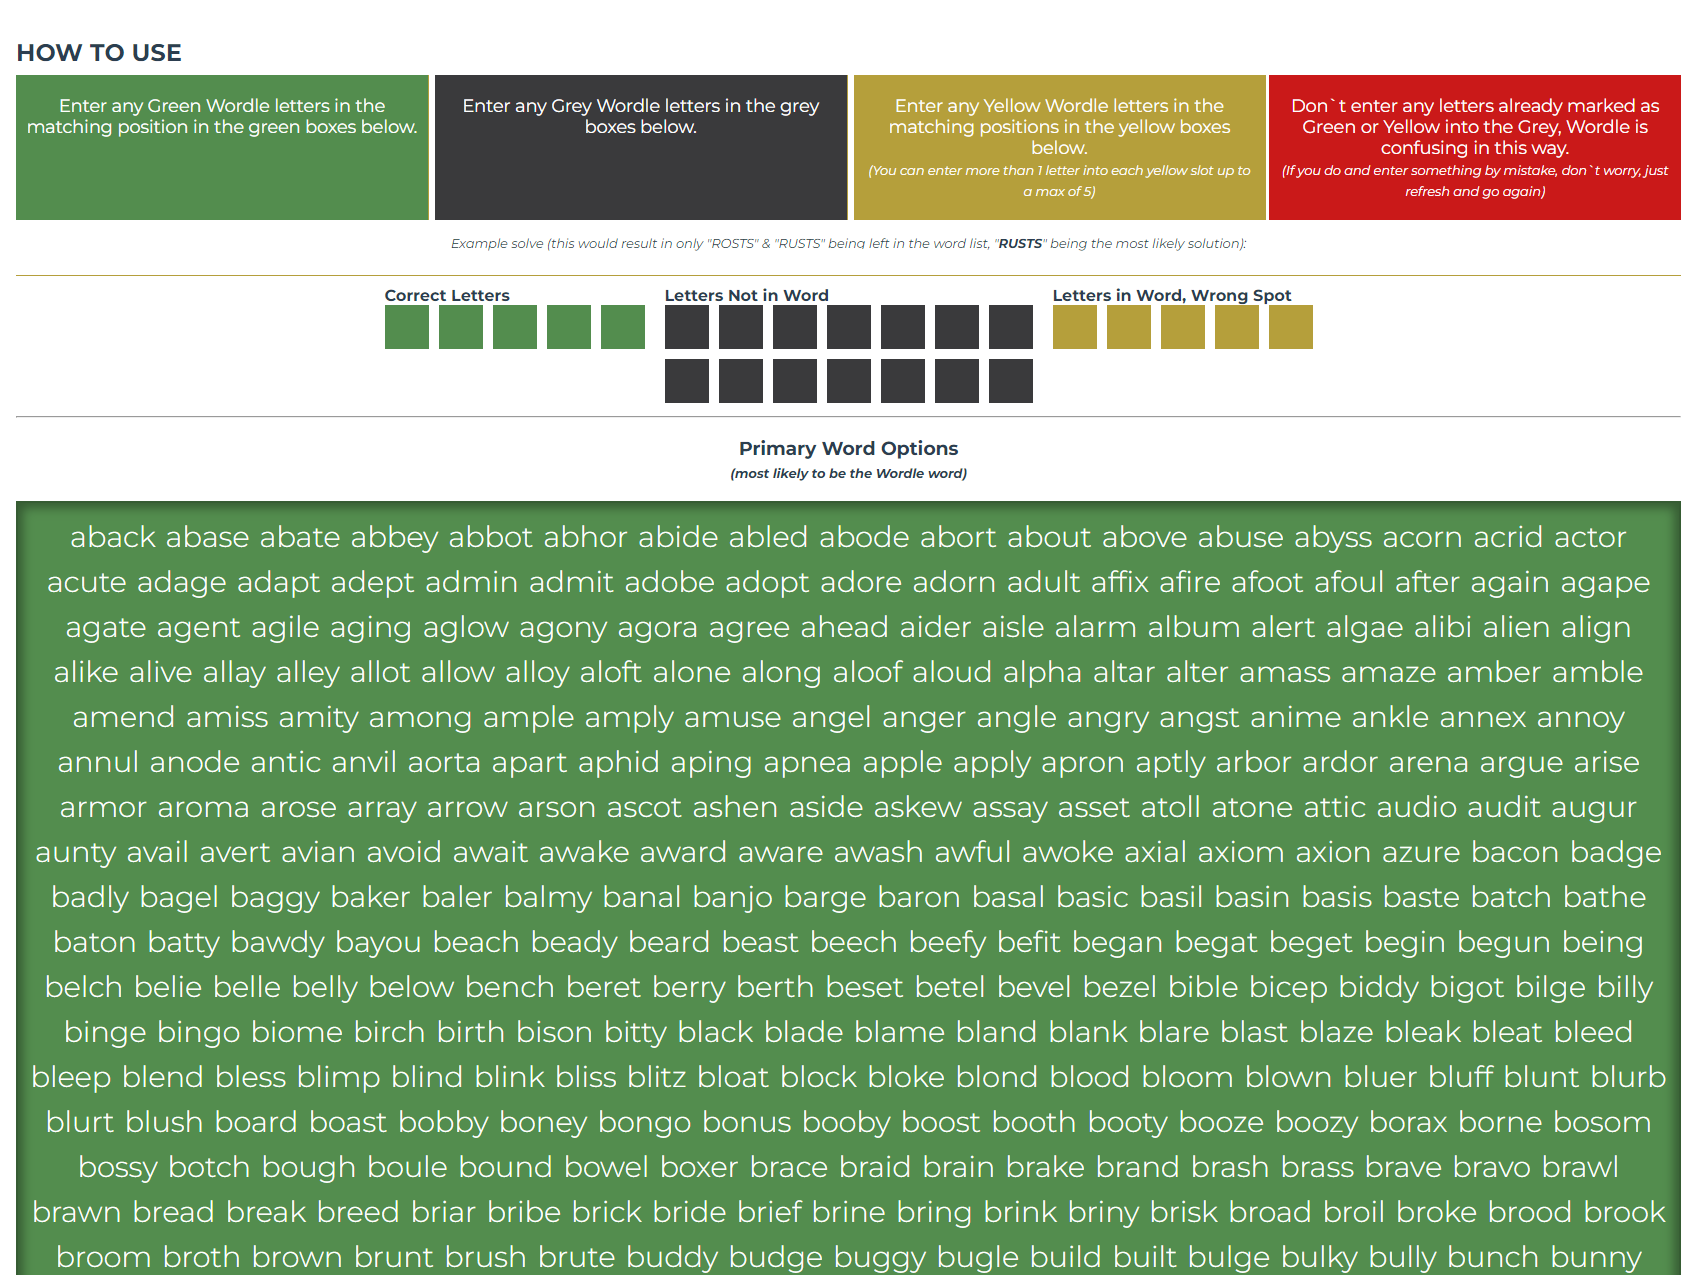 HOW TO USE
Enter any Green Wordle letters in the
matching position in the green boxes below.
Enter any Grey Wordle letters in the grey
boxes below.
Enter any Yellow Wordle letters in the
matching positions in the yellow boxes
below.
(You can enter more than 1 letter into each yellow slot up to
a max of 5)
Don`t enter any letters already marked as
Green or Yellow into the Grey, Wordle is
confusing in this way.
(If you do and enter something by mistake, don`t worry, just
refresh and go again)
Example solve (this would result in only "ROSTS" & "RUSTS" being left in the word list, "RUSTS" being the most likely solution):
Correct Letters
Letters Not in Word
Letters in Word, Wrong Spot
Primary Word Options
(most likely to be the Wordle word)
aback abase abate abbey abbot abhor abide abled abode abort about above abuse abyss acorn acrid actor
acute adage adapt adept admin admit adobe adopt adore adorn adult affix afire afoot afoul after again agape
agate agent agile aging aglow agony agora agree ahead aider aisle alarm album alert algae alibi alien align
alike alive allay alley allot allow alloy aloft alone along aloof aloud alpha altar alter amass amaze amber amble
amend amiss amity among ample amply amuse angel anger angle angry angst anime ankle annex annoy
annul anode antic anvil aorta apart aphid aping apnea apple apply apron aptly arbor ardor arena argue arise
armor aroma arose array arrow arson ascot ashen aside askew assay asset atoll atone attic audio audit augur
aunty avail avert avian avoid await awake award aware awash awful awoke axial axiom axion azure bacon badge
badly bagel baggy baker baler balmy banal banjo barge baron basal basic basil basin basis baste batch bathe
baton batty bawdy bayou beach beady beard beast beech beefy befit began begat beget begin begun being
belch belie belle belly below bench beret berry berth beset betel bevel bezel bible bicep biddy bigot bilge billy
binge bingo biome birch birth bison bitty black blade blame bland blank blare blast blaze bleak bleat bleed
bleep blend bless blimp blind blink bliss blitz bloat block bloke blond blood bloom blown bluer bluff blunt blurb
blurt blush board boast bobby boney bongo bonus booby boost booth booty booze boozy borax borne bosom
bossy botch bough boule bound bowel boxer brace braid brain brake brand brash brass brave bravo brawl
brawn bread break breed briar bribe brick bride brief brine bring brink briny brisk broad broil broke brood brook
broom broth brown brunt brush brute buddy budge buggy bugle build built bulge bulky bully bunch bunny